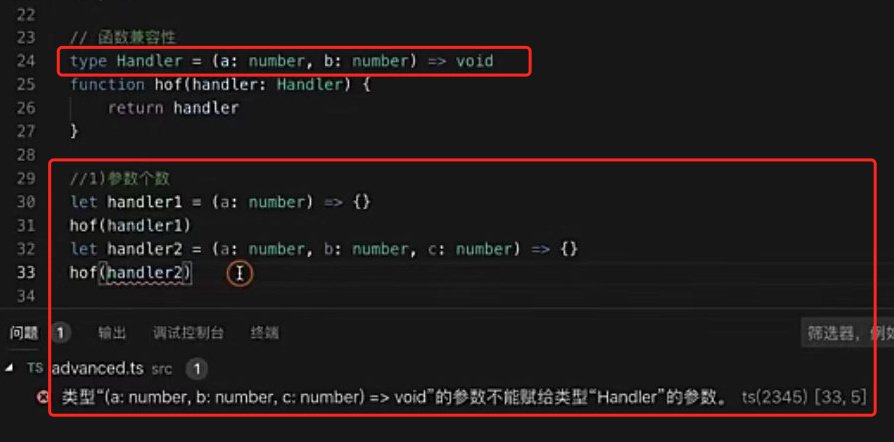 22
23 // 函数兼容性
24 type Handler = (a: number, b: number) => void
25 function hof(handler: Handler) {
26 return handler
27 }
28
29 //1)参数个数
30 let handler1 = (a: number) => {}
31 hof(handler1)
32 let handler2 = (a: number, b: number, c: number) => {}
33 hof(handler2)
34
问题 1 输出 调试控制台 终端 筛选器，例如
TS advanced.ts src 1
类型“(a: number, b: number, c: number) => void”的参数不能赋给类型“Handler”的参数。 ts(2345) [33, 5]